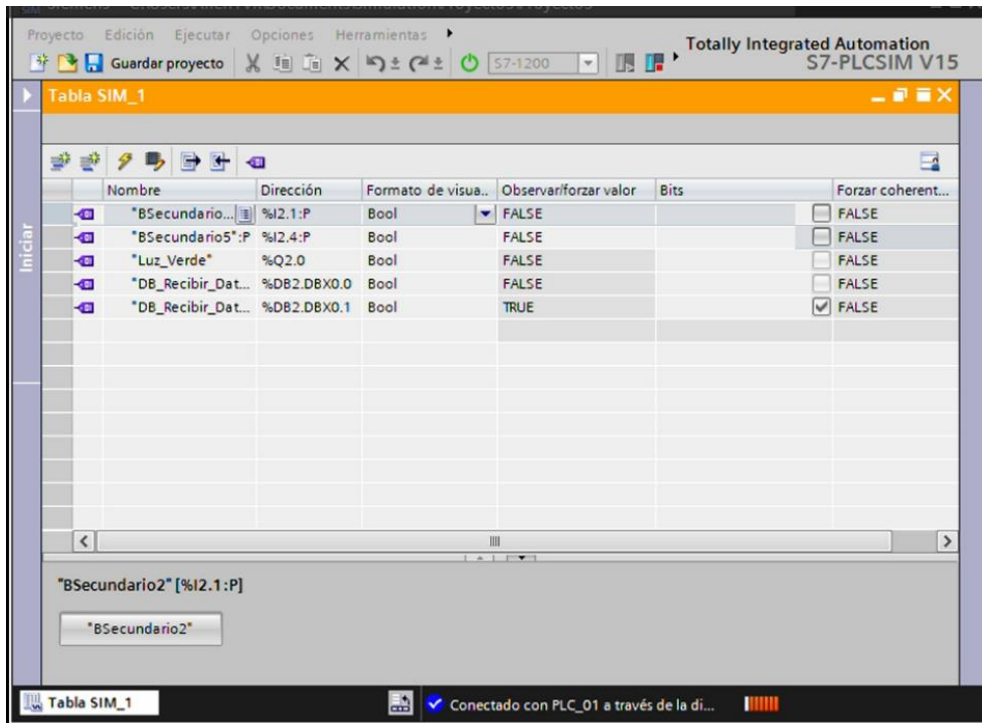 Proyecto Edición Ejecutar Opciones Herramientas
Totally Integrated Automation
S7-PLCSIM V15
Guardar proyecto S7-1200
Tabla SIM_1
Nombre Dirección Formato de visua... Observar/forzar valor Bits Forzar coherent...
"BSecundario... %I2.1:P Bool FALSE FALSE
"BSecundario5":P %I2.4:P Bool FALSE FALSE
"Luz_Verde" %Q2.0 Bool FALSE FALSE
"DB_Recibir_Dat... %DB2.DBX0.0 Bool FALSE FALSE
"DB_Recibir_Dat... %DB2.DBX0.1 Bool TRUE FALSE
Iniciar
"BSecundario2" [%I2.1:P]
"BSecundario2"
Tabla SIM_1
Conectado con PLC_01 a través de la di...